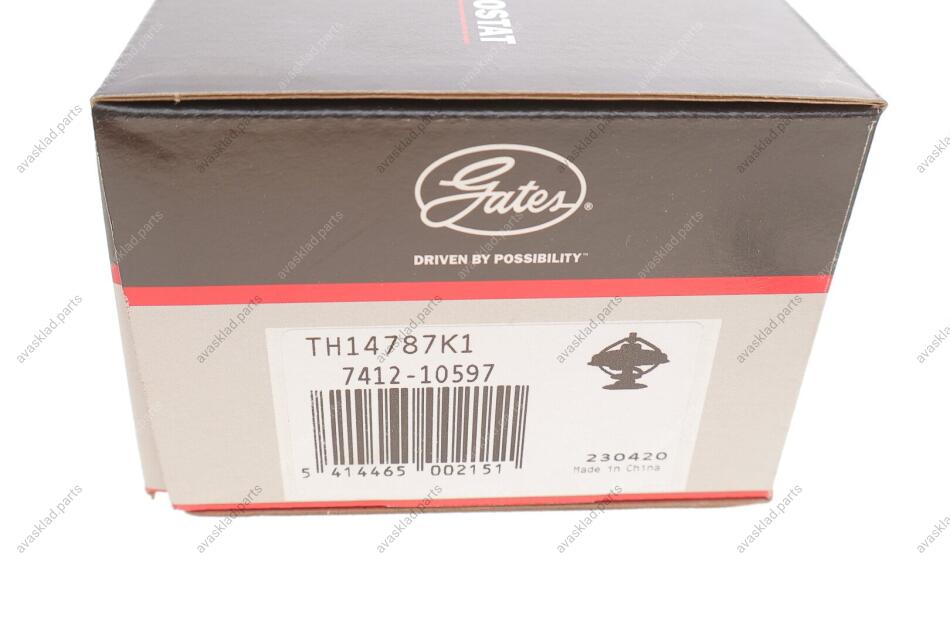 OSTAT
Gates®
DRIVEN BY POSSIBILITY™
TH14787K1
7412-10597
5 414465 002151
230420
Made in China
avasklad.parts